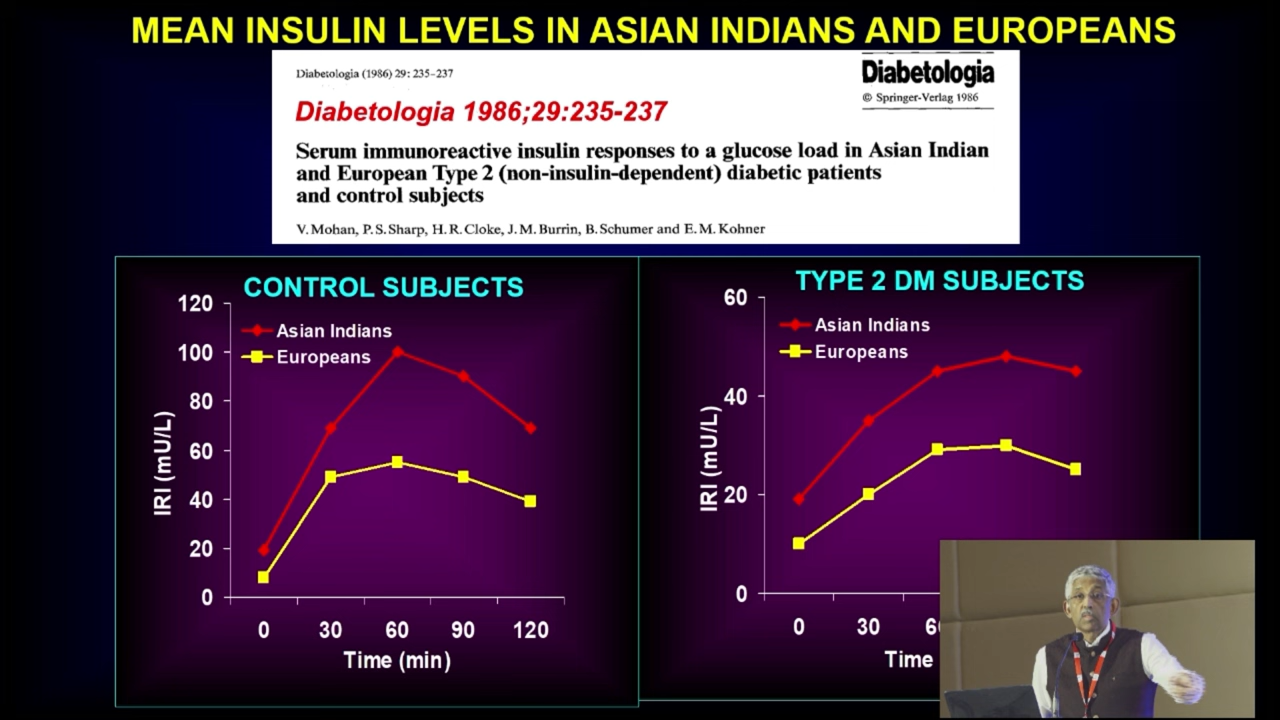 MEAN INSULIN LEVELS IN ASIAN INDIANS AND EUROPEANS
Diabetologia (1986) 29: 235–237
Diabetologia
© Springer-Verlag 1986
Diabetologia 1986;29:235-237
Serum immunoreactive insulin responses to a glucose load in Asian Indian
and European Type 2 (non-insulin-dependent) diabetic patients
and control subjects
V. Mohan, P. S. Sharp, H. R. Cloke, J. M. Burrin, B. Schumer and E. M. Kohner
CONTROL SUBJECTS
120
100
80
60
40
20
0
IRI (mU/L)
Asian Indians
Europeans
0 30 60 90 120
Time (min)
TYPE 2 DM SUBJECTS
60
40
20
0
IRI (mU/L)
Asian Indians
Europeans
0 30
Time